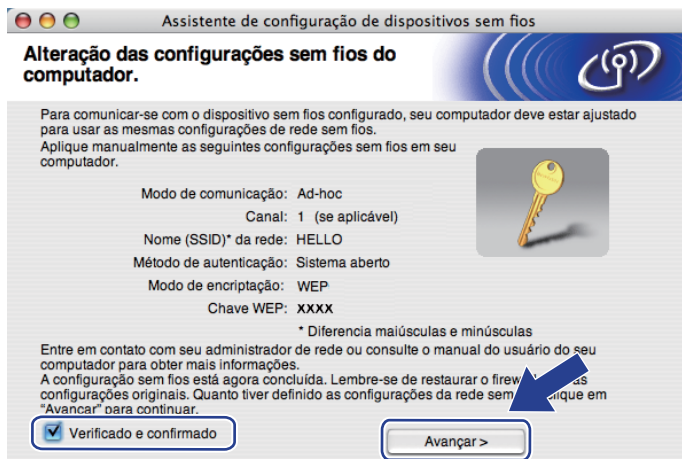 Assistente de configuração de dispositivos sem fios
Alteração das configurações sem fios do
computador.
Para comunicar-se com o dispositivo sem fios configurado, seu computador deve estar ajustado
para usar as mesmas configurações de rede sem fios.
Aplique manualmente as seguintes configurações sem fios em seu
computador.
Modo de comunicação: Ad-hoc
Canal: 1 (se aplicável)
Nome (SSID)* da rede: HELLO
Método de autenticação: Sistema aberto
Modo de encriptação: WEP
Chave WEP: XXXX
* Diferencia maiúsculas e minúsculas
Entre em contato com seu administrador de rede ou consulte o manual do usuário do seu
computador para obter mais informações.
A configuração sem fios está agora concluída. Lembre-se de restaurar o
configurações originais. Quanto tiver definido as configurações da rede sem em
"Avançar" para continuar.
Verificado e confirmado
Avançar >